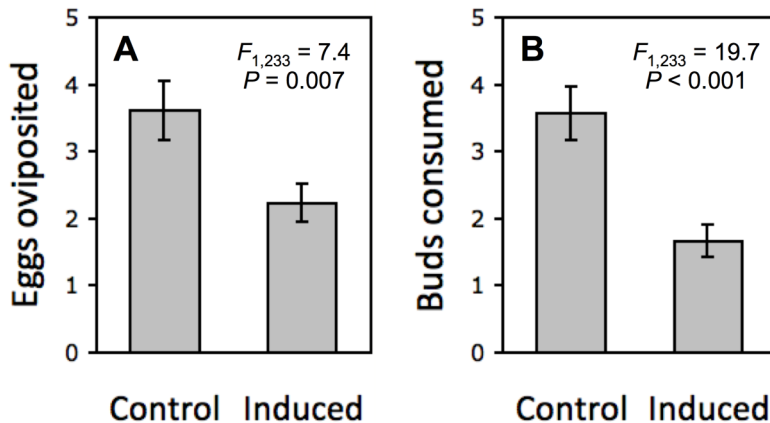 A
F1,233 = 7.4
P = 0.007
Eggs oviposited
5
4
3
2
1
0
Control Induced
B
F1,233 = 19.7
P < 0.001
Buds consumed
5
4
3
2
1
0
Control Induced